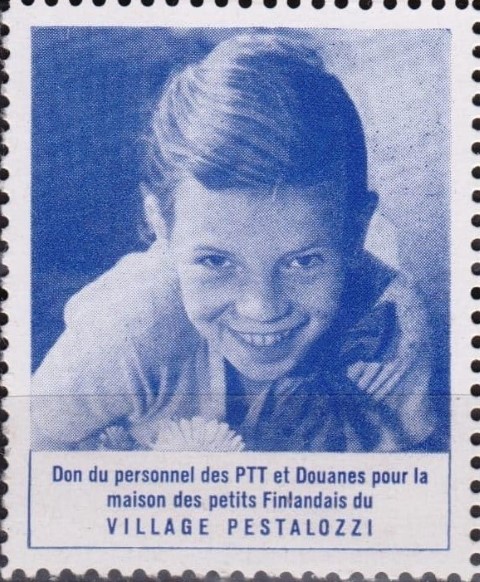 Don du personnel des PTT et Douanes pour la
maison des petits Finlandais du
VILLAGE PESTALOZZI